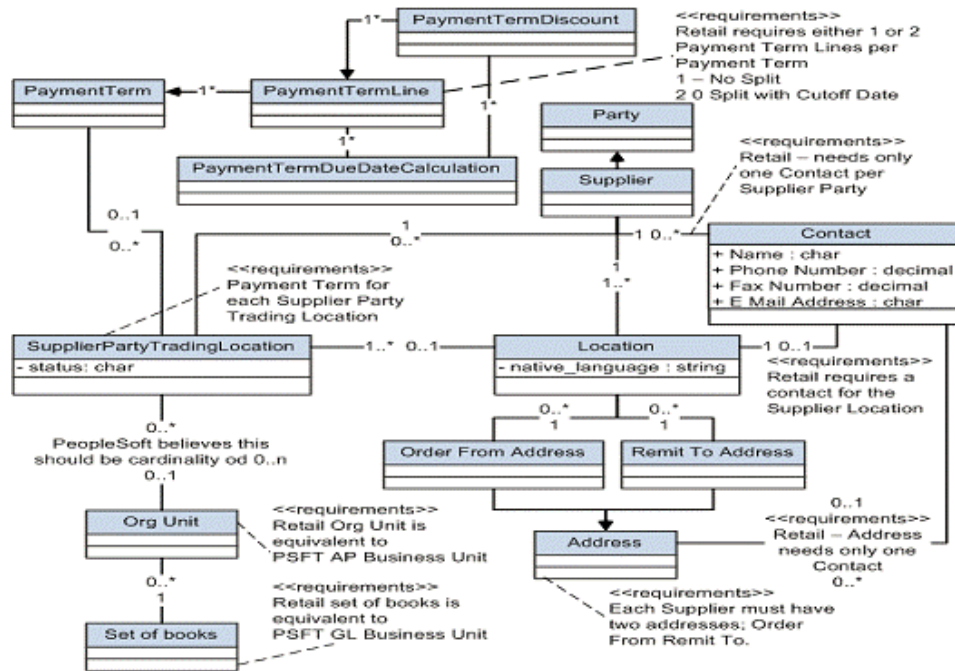 PaymentTermDiscount
<<requirements>>
Retail requires either 1 or 2
Payment Term Lines per
Payment Term
1 – No Split
2 0 Split with Cutoff Date
1*
PaymentTerm
1*
PaymentTermLine
1*
1*
PaymentTermDueDateCalculation
Party
<<requirements>>
Retail – needs only
one Contact per
Supplier Party
Supplier
0..1
0..*
1
0..*
1 0..*
Contact
+ Name : char
+ Phone Number : decimal
+ Fax Number : decimal
+ E Mail Address : char
<<requirements>>
Payment Term for
each Supplier Party
Trading Location
1
1..*
SupplierPartyTradingLocation
- status: char
1..* 0..1
Location
- native_language : string
1 0..1
<<requirements>>
Retail requires a
contact for the
Supplier Location
0..*
PeopleSoft believes this
should be cardinality od 0..n
0..1
0..*
1
0..*
1
Order From Address
Remit To Address
Org Unit
<<requirements>>
Retail Org Unit is
equivalent to
PSFT AP Business Unit
Address
0..1
<<requirements>>
Retail – Address
needs only one
Contact
0..*
0..*
1
<<requirements>>
Retail set of books is
equivalent to
PSFT GL Business Unit
Set of books
<<requirements>>
Each Supplier must have
two addresses; Order
From Remit To.